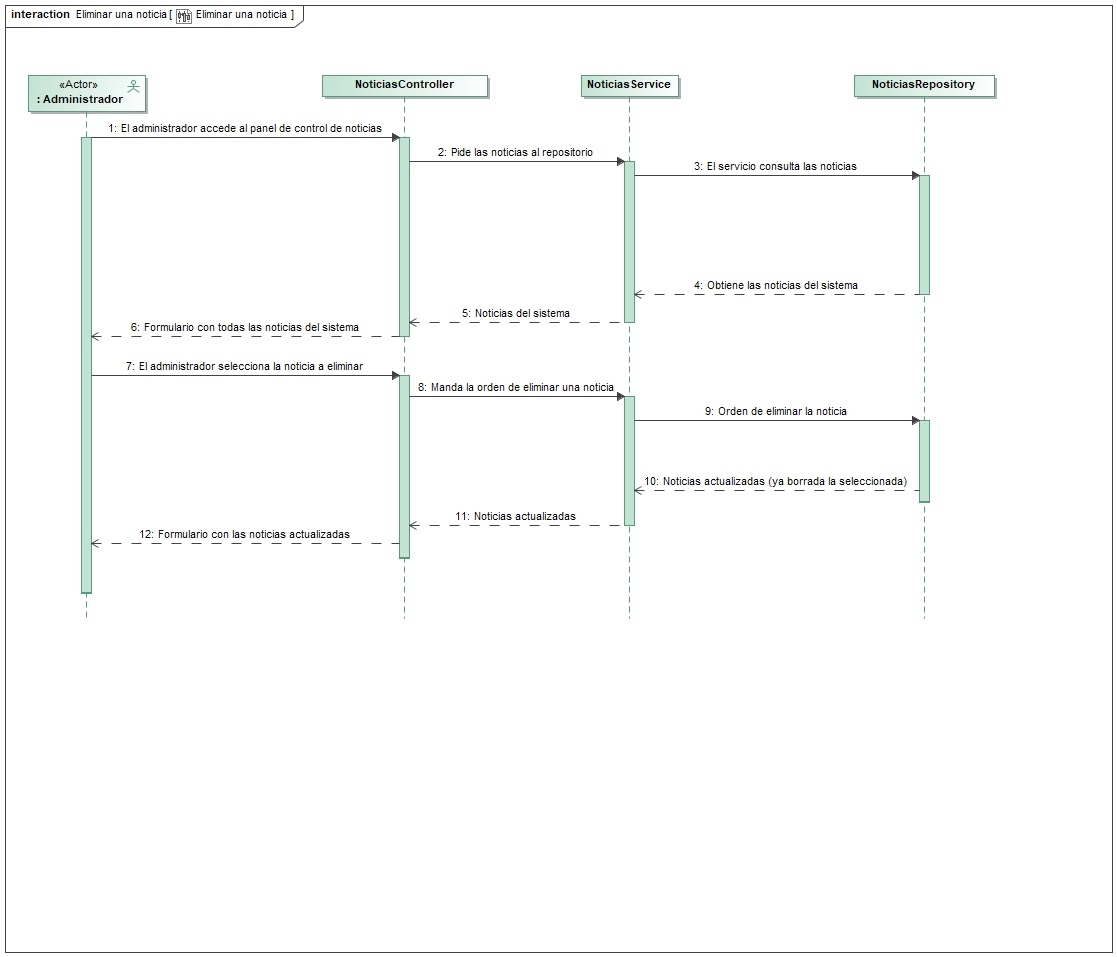 interaction Eliminar una noticia [ Eliminar una noticia ]
«Actor»
: Administrador
NoticiasController
NoticiasService
NoticiasRepository
1: El administrador accede al panel de control de noticias
2: Pide las noticias al repositorio
3: El servicio consulta las noticias
4: Obtiene las noticias del sistema
5: Noticias del sistema
6: Formulario con todas las noticias del sistema
7: El administrador selecciona la noticia a eliminar
8: Manda la orden de eliminar una noticia
9: Orden de eliminar la noticia
10: Noticias actualizadas (ya borrada la seleccionada)
11: Noticias actualizadas
12: Formulario con las noticias actualizadas